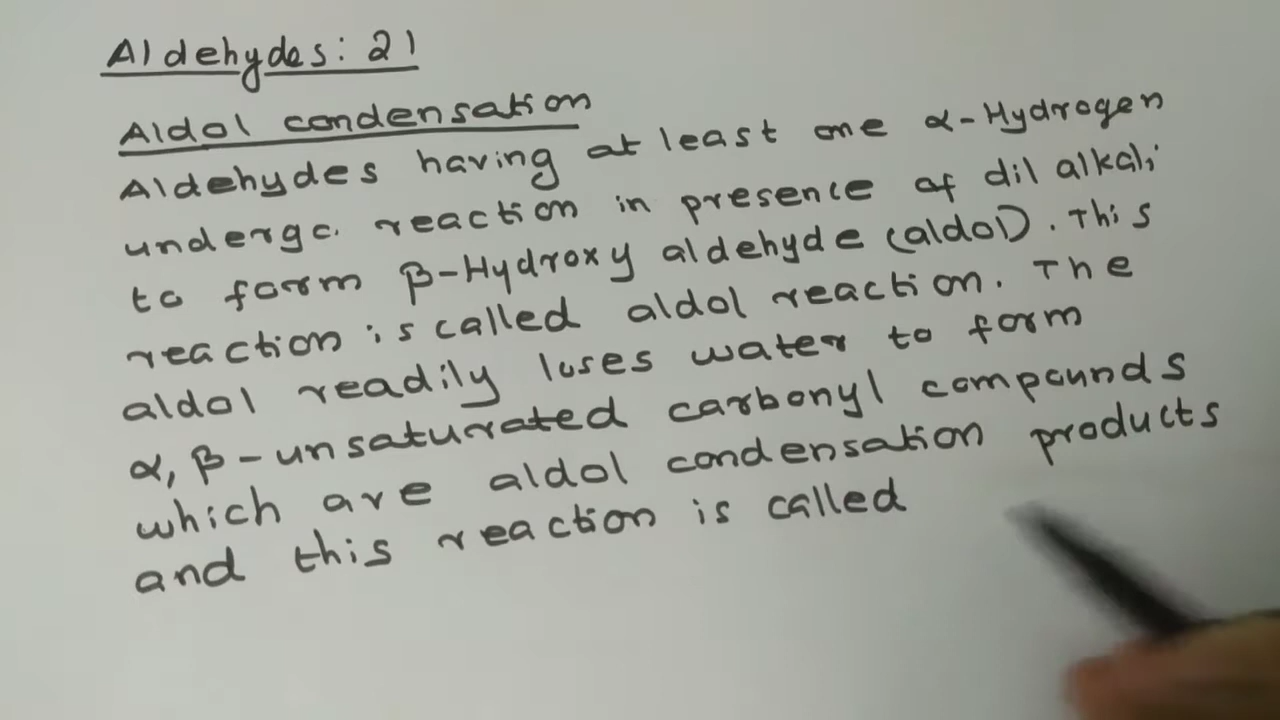 Aldehydes: 21
Aldol condensation
Aldehydes having at least one α-Hydrogen
undergo reaction in presence of dil alkali
to form β-Hydroxy aldehyde (aldol). This
reaction is called aldol reaction. The
aldol readily loses water to form
α, β-unsaturated carbonyl compounds
which are aldol condensation products
and this reaction is called